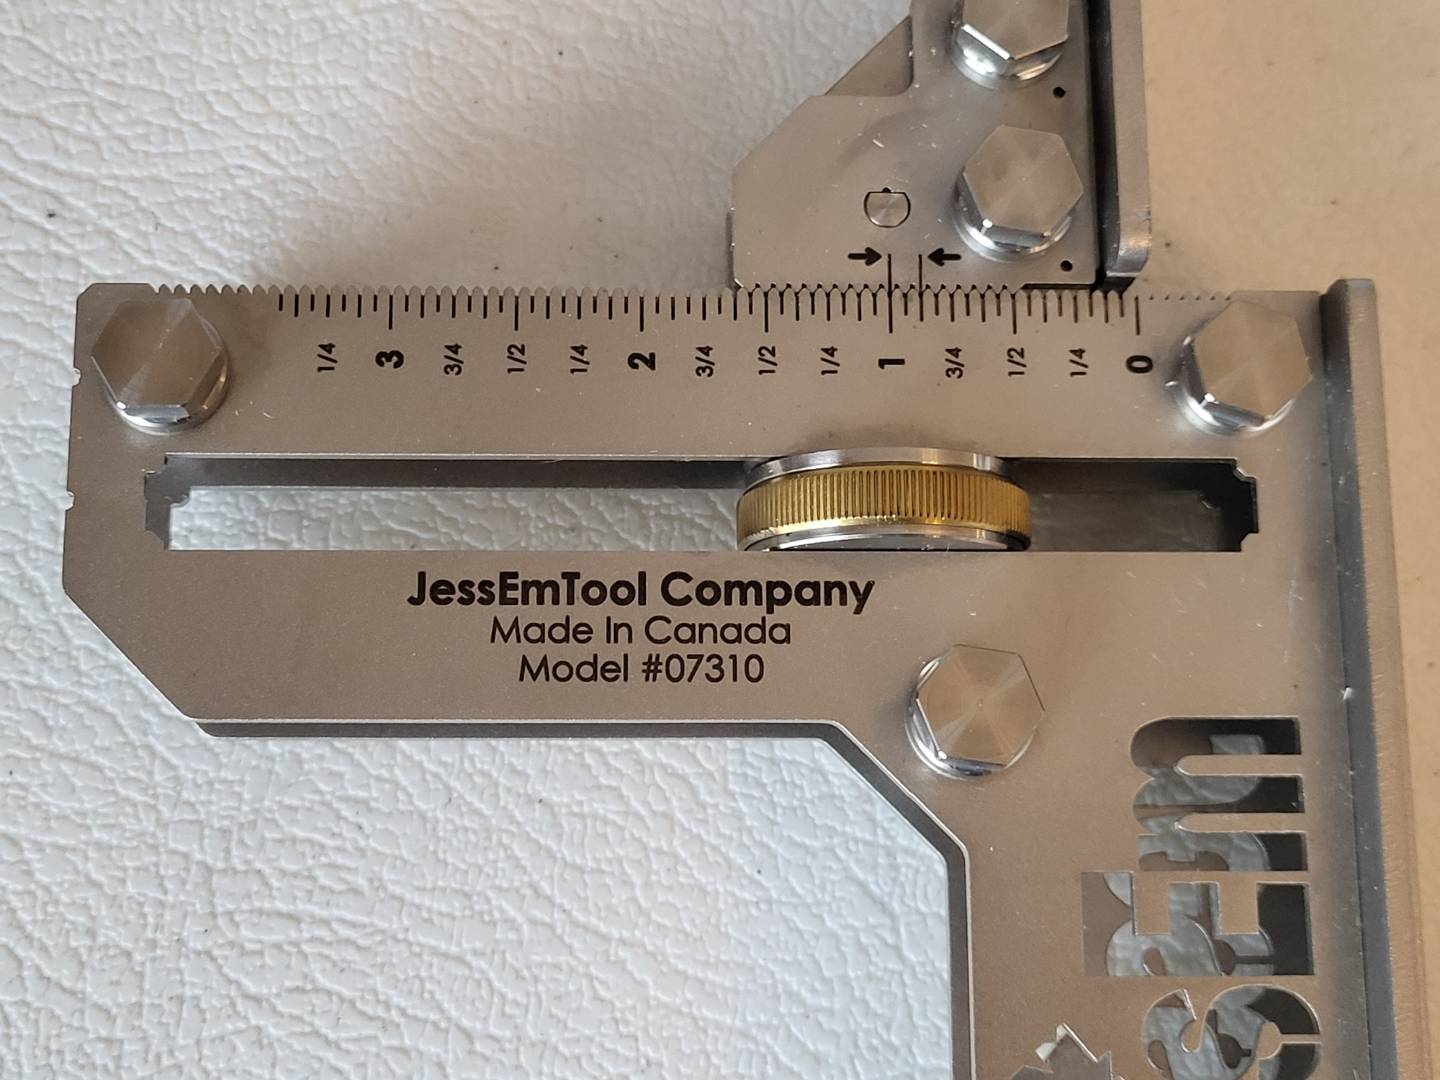 1/4 3 3/4 1/2 1/4 2 3/4 1/2 1/4 1 3/4 1/2 1/4 0
JessEmTool Company
Made In Canada
Model #07310
sEm